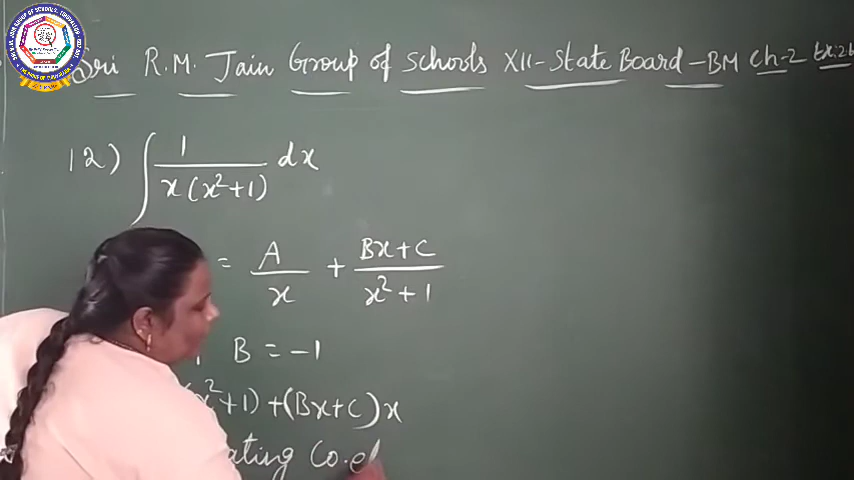 Sri R.M. Jain Group of Schools XII-State Board-BM Ch-2
12) ∫ 1/x(x²+1) dx
= A/x + Bx+C/x²+1
B = -1
x²+1) + (Bx+C)x
ating Co.e